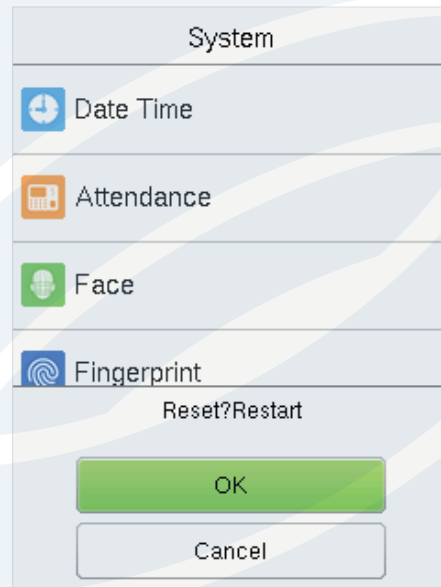 System
Date Time
Attendance
Face
Fingerprint
Reset?Restart
OK
Cancel